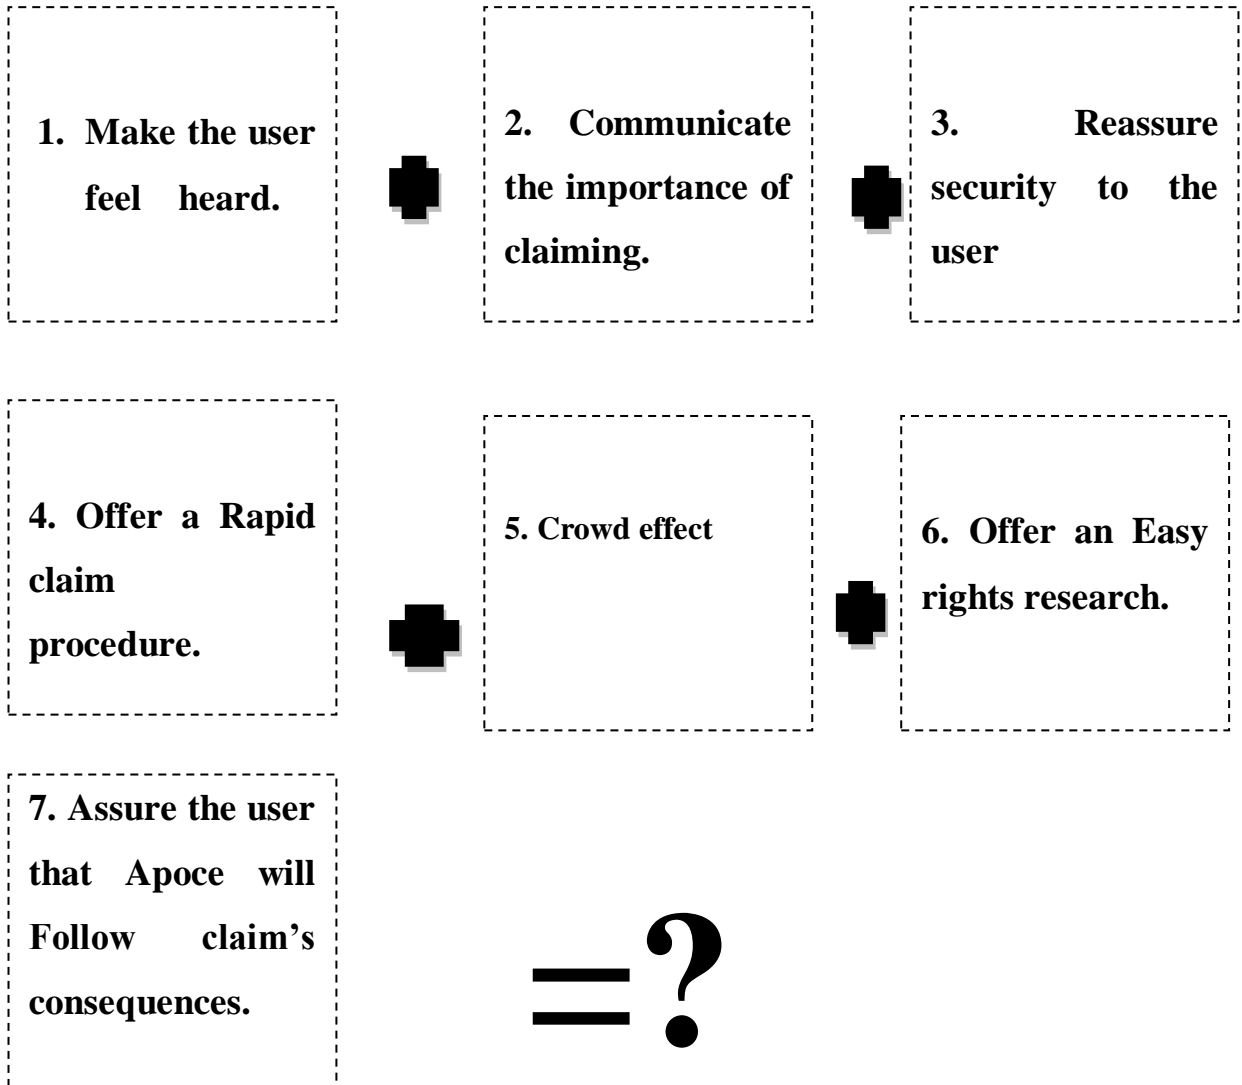 1. Make the user
feel heard.
2. Communicate
the importance of
claiming.
3. Reassure
security to the
user
4. Offer a Rapid
claim
procedure.
5. Crowd effect
6. Offer an Easy
rights research.
7. Assure the user
that Apoce will
Follow claim’s
consequences.
=?